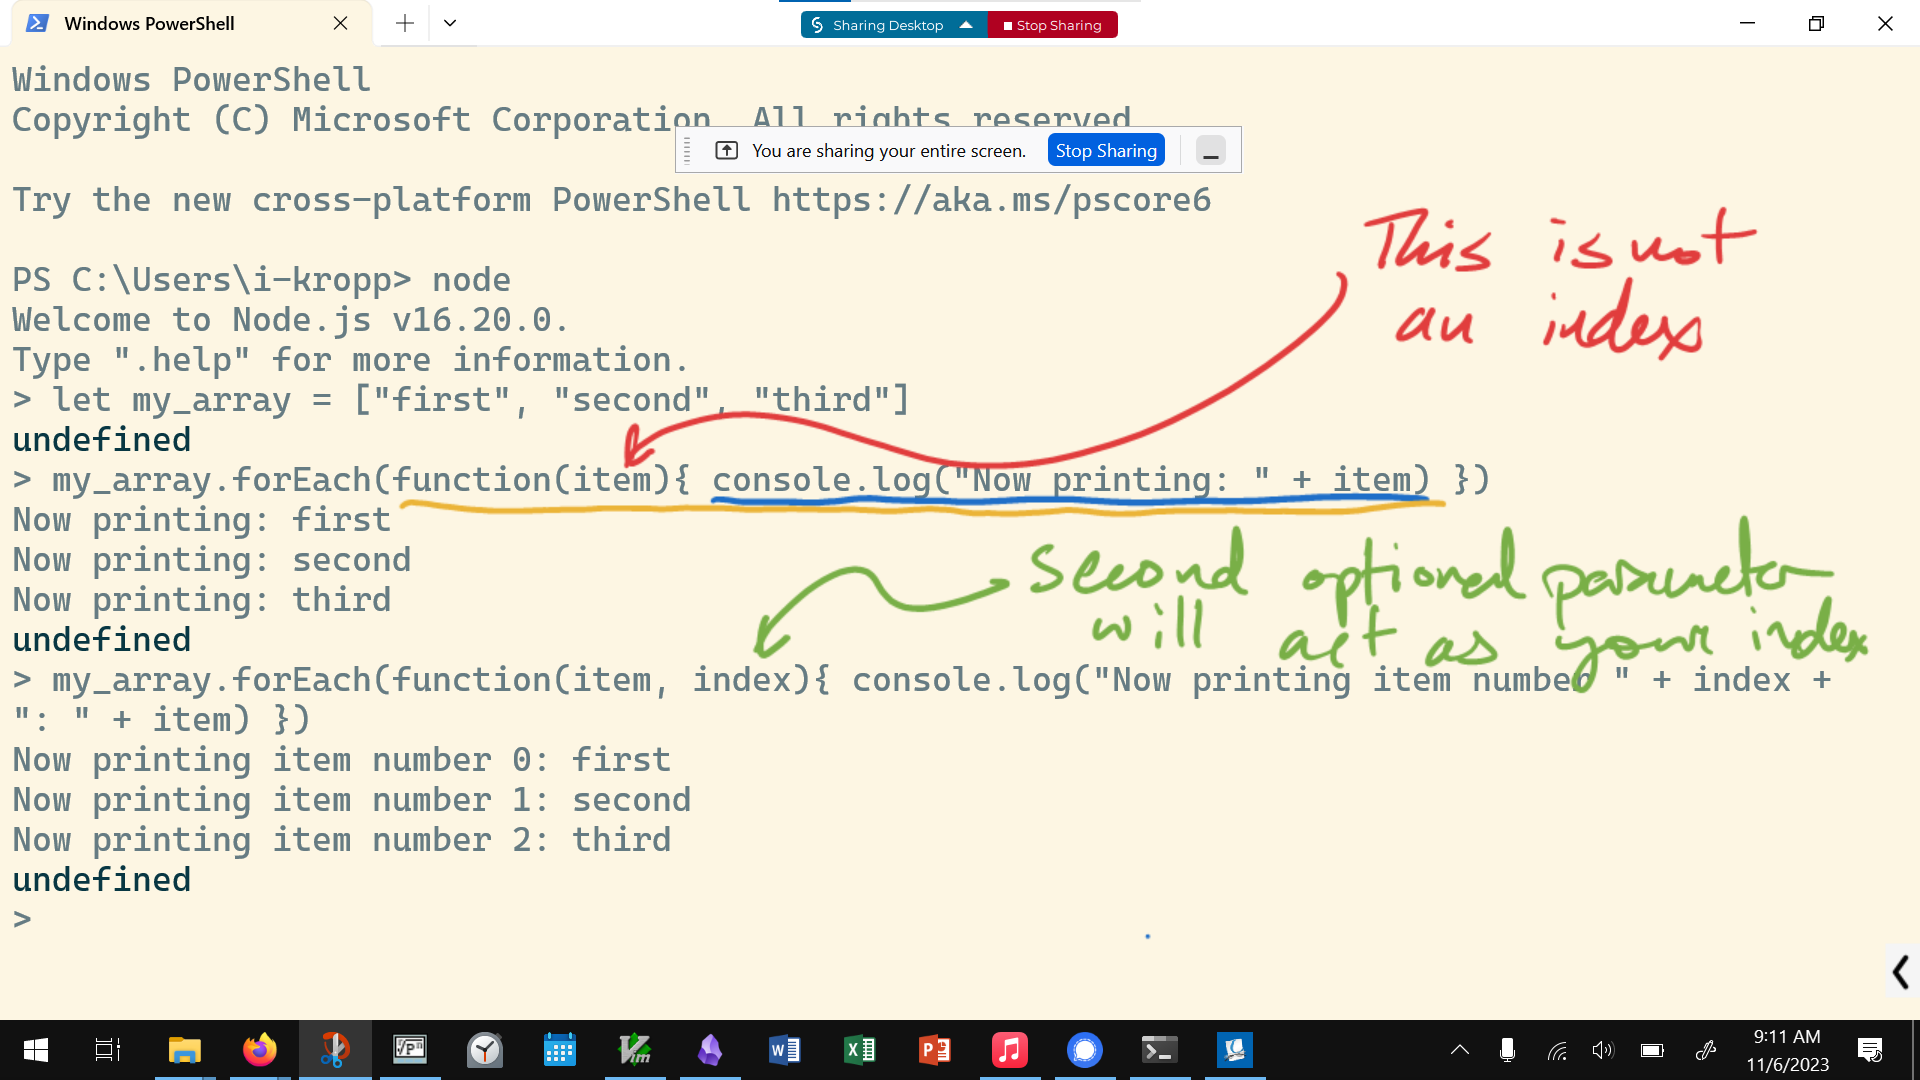 Windows PowerShell
Sharing Desktop
Stop Sharing
Windows PowerShell
Copyright (C) Microsoft Corporation. All rights reserved
You are sharing your entire screen.
Stop Sharing
Try the new cross-platform PowerShell https://aka.ms/pscore6
This is not
an index
PS C:\Users\i-kropp> node
Welcome to Node.js v16.20.0.
Type ".help" for more information.
> let my_array = ["first", "second", "third"]
undefined
> my_array.forEach(function(item){ console.log("Now printing: " + item) })
Now printing: first
Now printing: second
Now printing: third
undefined
second optional parameter
will act as your index
> my_array.forEach(function(item, index){ console.log("Now printing item number " + index +
": " + item) })
Now printing item number 0: first
Now printing item number 1: second
Now printing item number 2: third
undefined
>
9:11 AM
11/6/2023